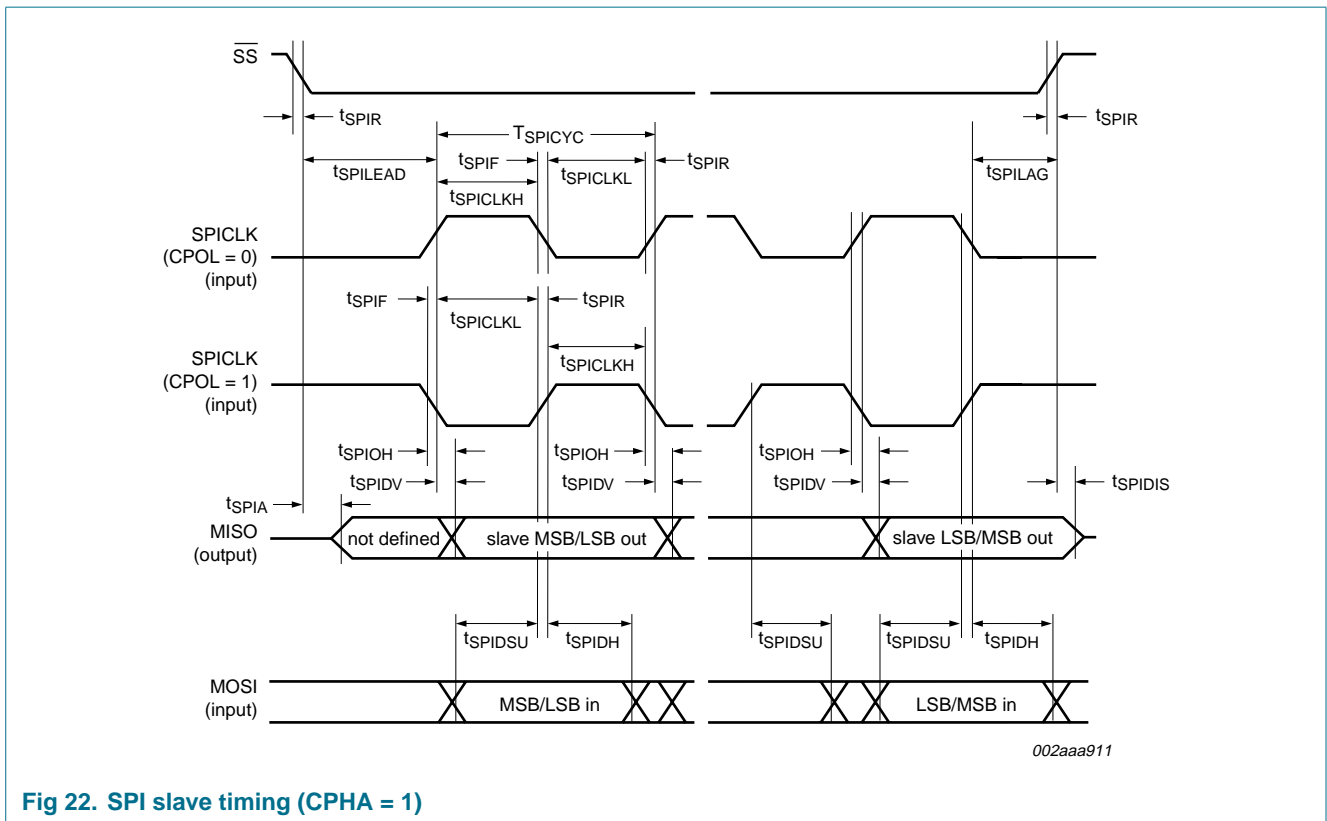 SS
tSPIR
tSPIR
TSPICYC
tSPIF
tSPIR
tSPILEAD
tSPICLKL
tSPILAG
tSPICLKH
SPICLK
(CPOL = 0)
(input)
tSPIF
tSPIR
tSPICLKL
SPICLK
(CPOL = 1)
(input)
tSPICLKH
tSPIOH
tSPIOH
tSPIOH
tSPIDV
tSPIDV
tSPIDV
tSPIDIS
tSPIA
MISO
(output)
not defined
slave MSB/LSB out
slave LSB/MSB out
tSPIDSU
tSPIDH
tSPIDSU
tSPIDSU
tSPIDH
MOSI
(input)
MSB/LSB in
LSB/MSB in
002aaa911
Fig 22. SPI slave timing (CPHA = 1)